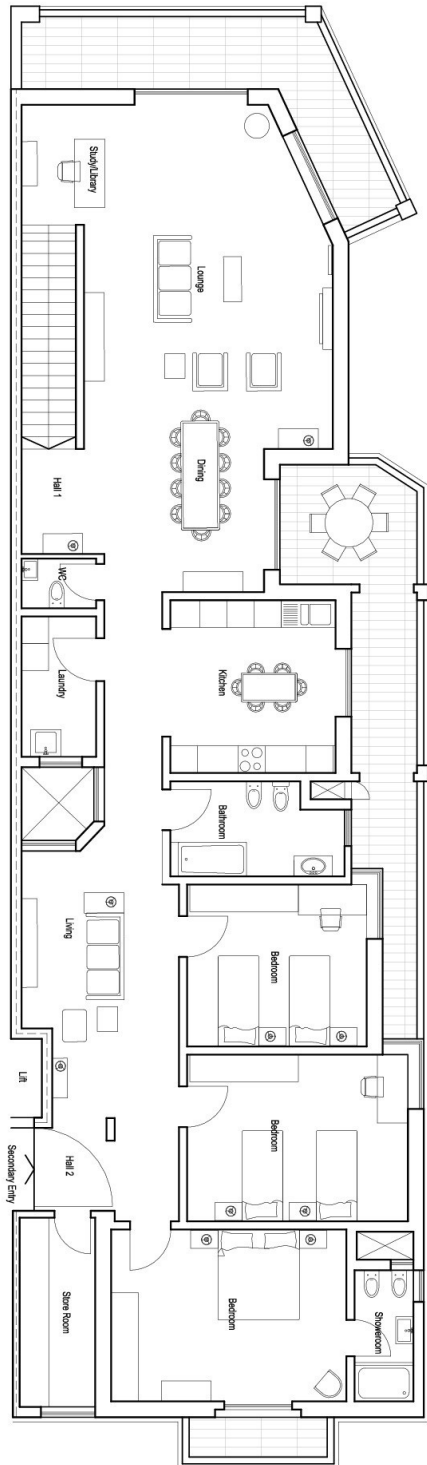 Study/Library
Lounge
Dining
Hall 1
WC
Kitchen
Laundry
Bathroom
Living
Bedroom
Lift
Bedroom
Hall 2
Secondary Entry
Store Room
Bedroom
Showeroom